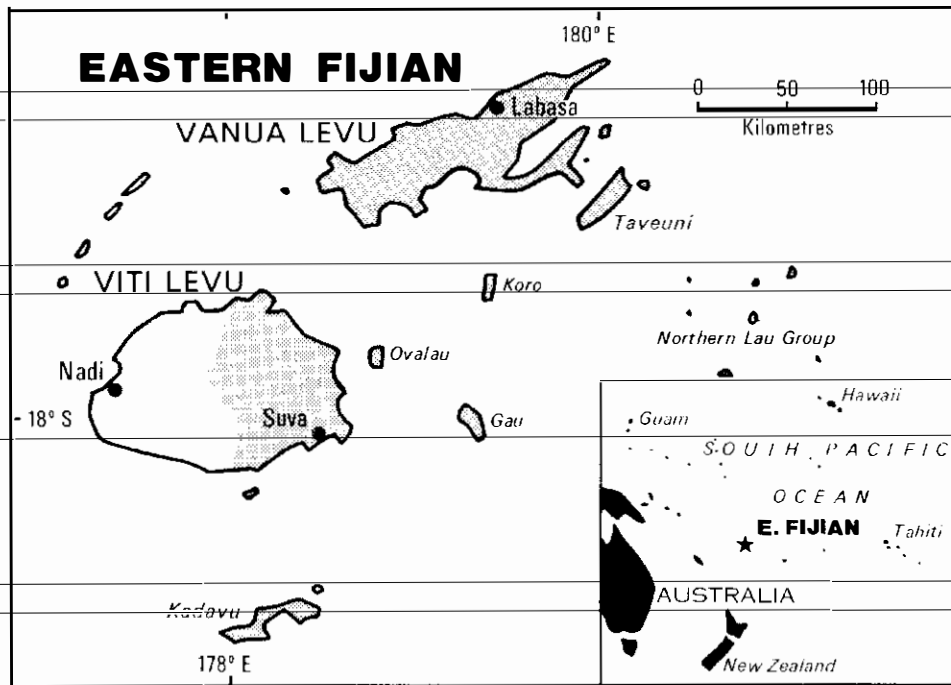 180° E
EASTERN FIJIAN
0 50 100
Kilometres
Labasa
VANUA LEVU
Taveuni
VITI LEVU
Koro
Northern Lau Group
Ovalau
Nadi
- 18° S
Suva
Gau
Hawaii
Guam
SOUTH PACIFIC
OCEAN
E. FIJIAN
Tahiti
AUSTRALIA
Kadavu
178° E
New Zealand